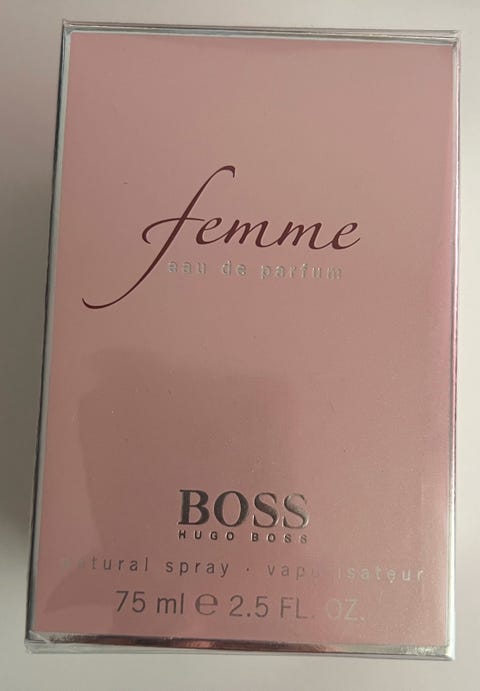 femme
eau de parfum
BOSS
HUGO BOSS
natural spray · vaporisateur
75 ml ℮ 2.5 FL. OZ.